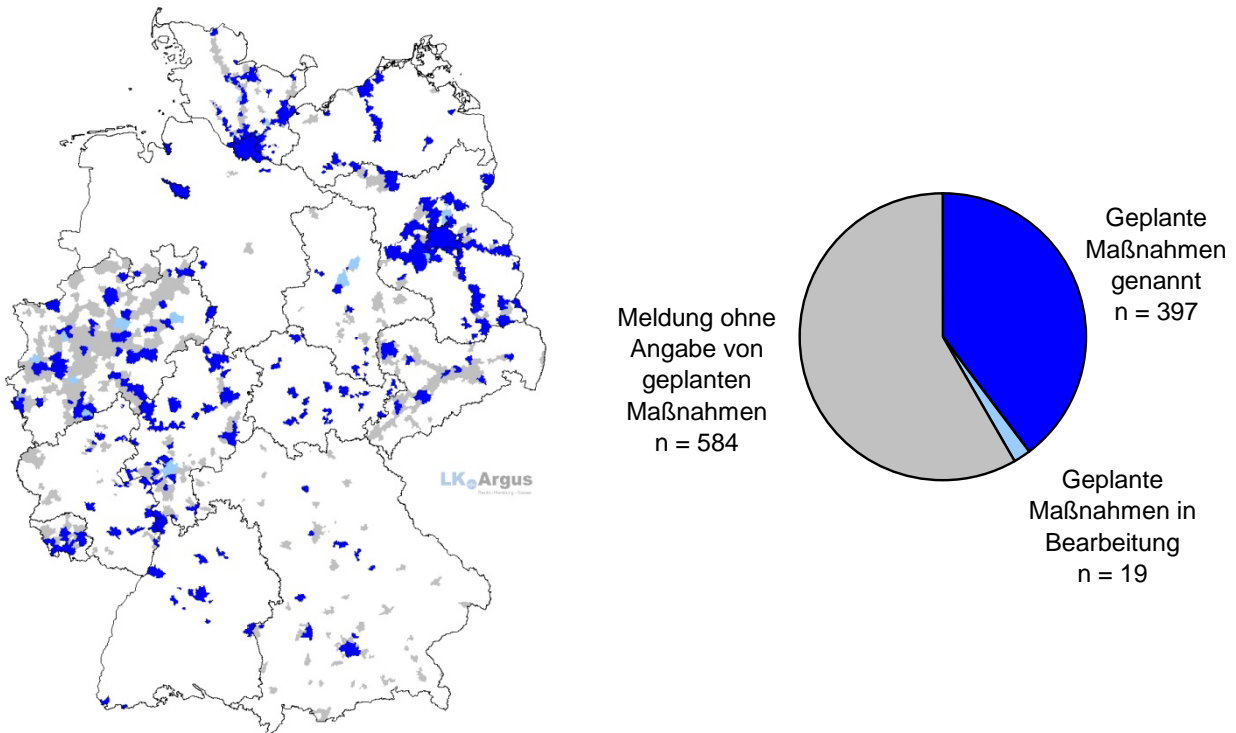 LK Argus
Geplante
Maßnahmen
genannt
n = 397
Meldung ohne
Angabe von
geplanten
Maßnahmen
n = 584
Geplante
Maßnahmen in
Bearbeitung
n = 19